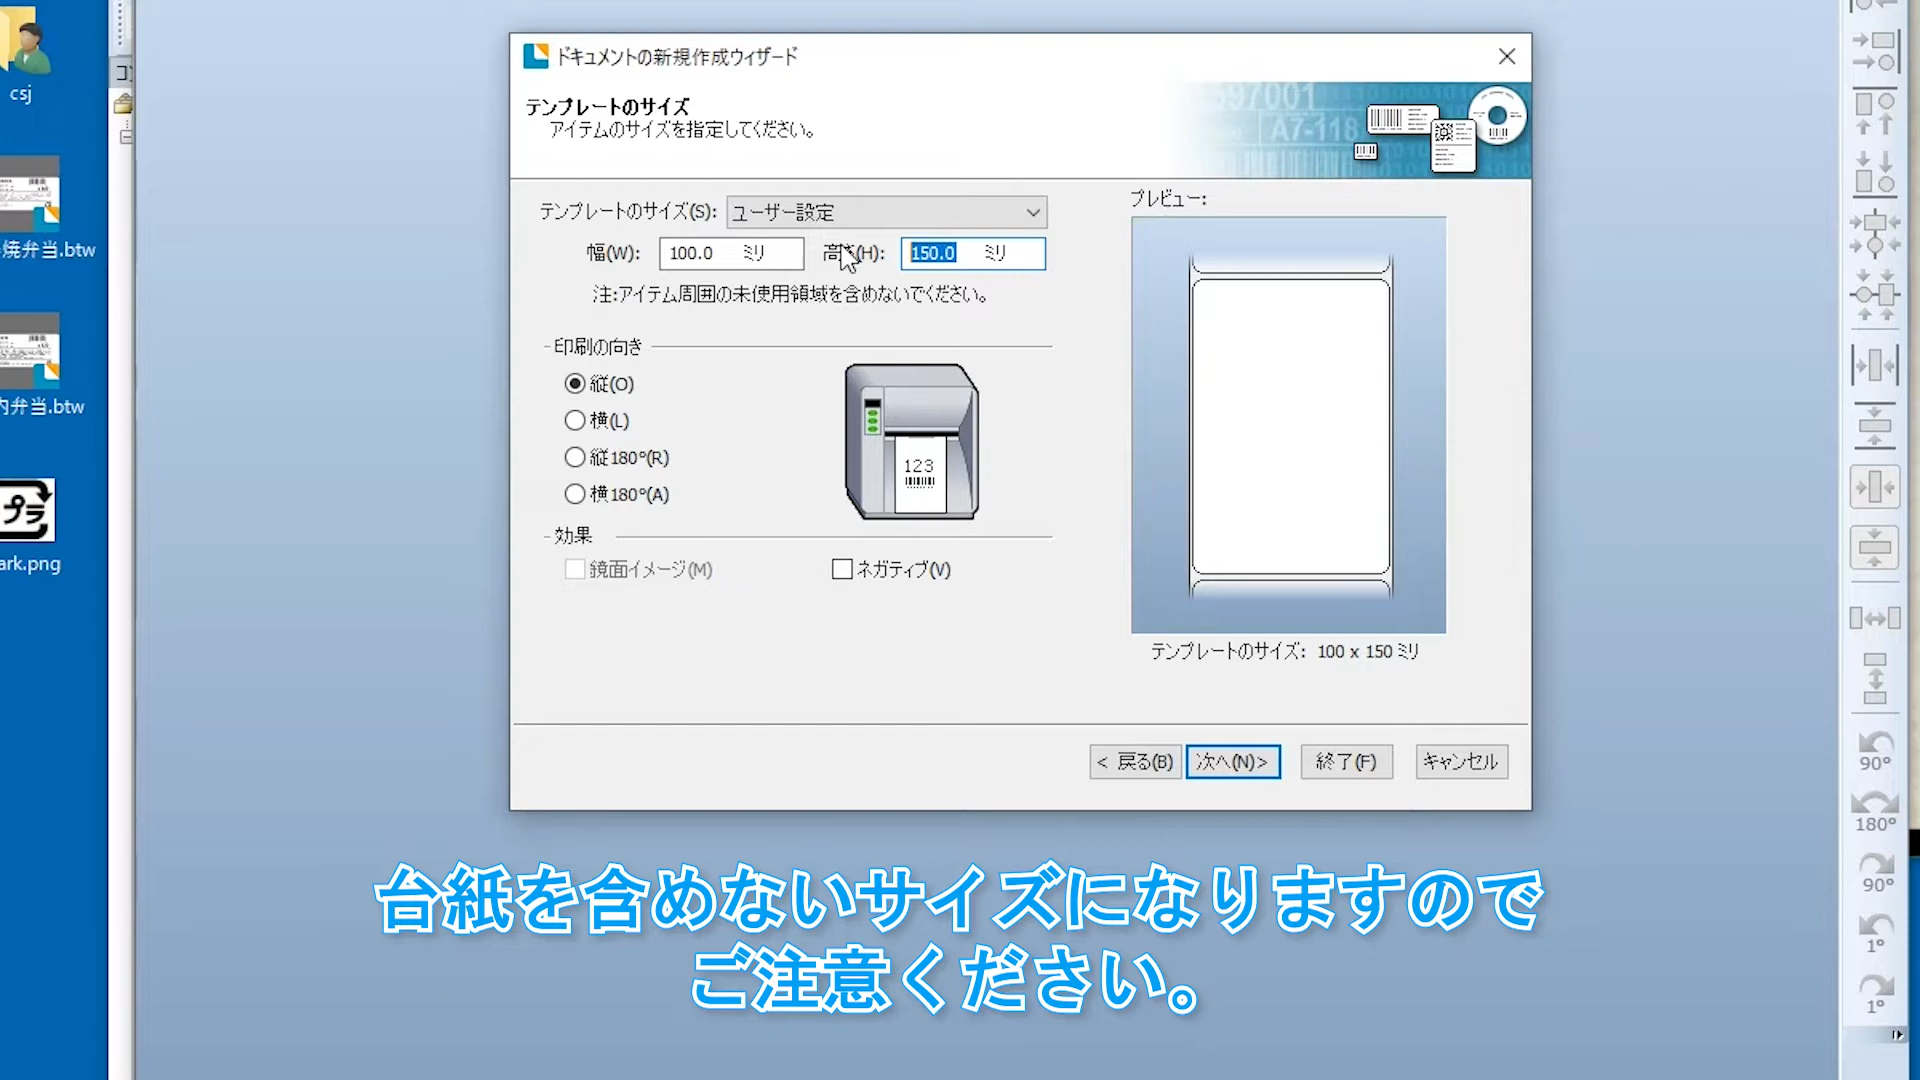 csj
焼弁当.btw
内弁当.btw
プラ
ark.png
ドキュメントの新規作成ウィザード
テンプレートのサイズ
アイテムのサイズを指定してください。
A7-118
テンプレートのサイズ(S): ユーザー設定
幅(W): 100.0 ミリ 高さ(H): 150.0 ミリ
注:アイテム周囲の未使用領域を含めないでください。
印刷の向き
縦(O)
横(L)
縦180°(R)
横180°(A)
123
効果
鏡面イメージ(M) ネガティブ(V)
プレビュー:
テンプレートのサイズ: 100 x 150 ミリ
< 戻る(B) 次へ(N)> 終了(F) キャンセル
90°
180°
90°
1°
1°
台紙を含めないサイズになりますので
ご注意ください。